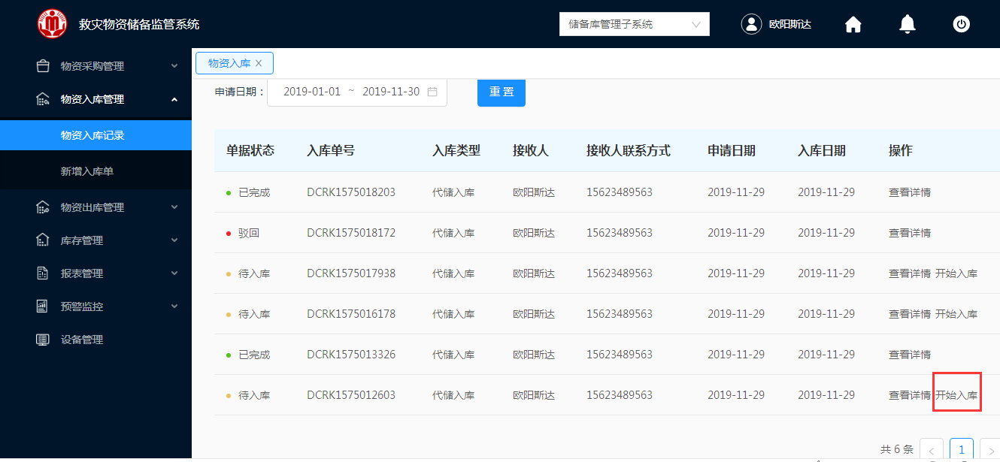 救灾物资储备监管系统
储备库管理子系统
欧阳斯达
物资采购管理
物资入库管理
物资入库记录
新增入库单
物资出库管理
库存管理
报表管理
预警监控
设备管理
物资入库 X
申请日期： 2019-01-01 ~ 2019-11-30
重 置
单据状态 入库单号 入库类型 接收人 接收人联系方式 申请日期 入库日期 操作
已完成 DCRK1575018203 代储入库 欧阳斯达 15623489563 2019-11-29 2019-11-29 查看详情
驳回 DCRK1575018172 代储入库 欧阳斯达 15623489563 2019-11-29 2019-11-29 查看详情
待入库 DCRK1575017938 代储入库 欧阳斯达 15623489563 2019-11-29 2019-11-29 查看详情 开始入库
待入库 DCRK1575016178 代储入库 欧阳斯达 15623489563 2019-11-29 2019-11-29 查看详情 开始入库
已完成 DCRK1575013326 代储入库 欧阳斯达 15623489563 2019-11-29 2019-11-29 查看详情
待入库 DCRK1575012603 代储入库 欧阳斯达 15623489563 2019-11-29 2019-11-29 查看详情 开始入库
共 6 条 < 1 >